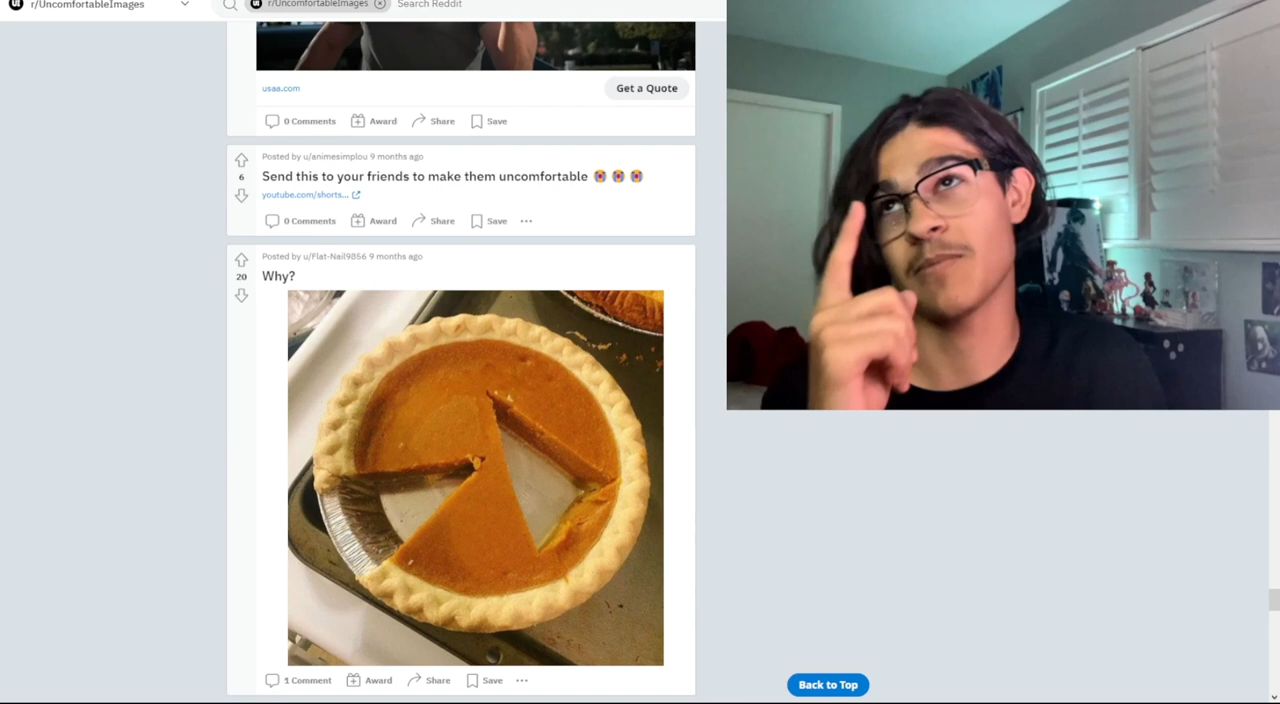 r/UncomfortableImages
r/UncomfortableImages
Search Reddit
usaa.com
Get a Quote
0 Comments Award Share Save
Posted by u/animesimplou 9 months ago
6
Send this to your friends to make them uncomfortable
youtube.com/shorts...
0 Comments Award Share Save ...
Posted by u/Flat-Nail9856 9 months ago
20
Why?
1 Comment Award Share Save ...
Back to Top